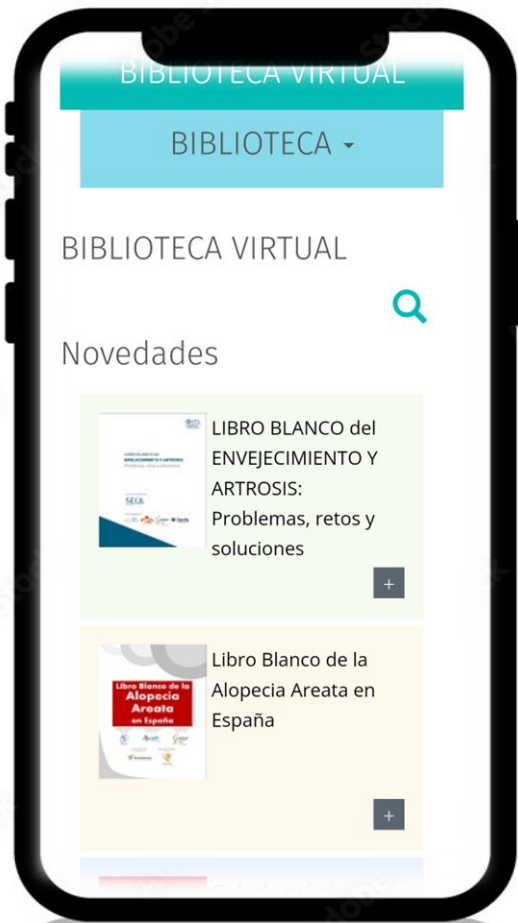 BIBLIOTECA VIRTUAL
BIBLIOTECA
BIBLIOTECA VIRTUAL
Novedades
LIBRO BLANCO del
ENVEJECIMIENTO Y
ARTROSIS:
Problemas, retos y
soluciones
SECA
+
Libro Blanco de la
Alopecia Areata en
España
Libro Blanco de la
Alopecia
Areata
en España
+